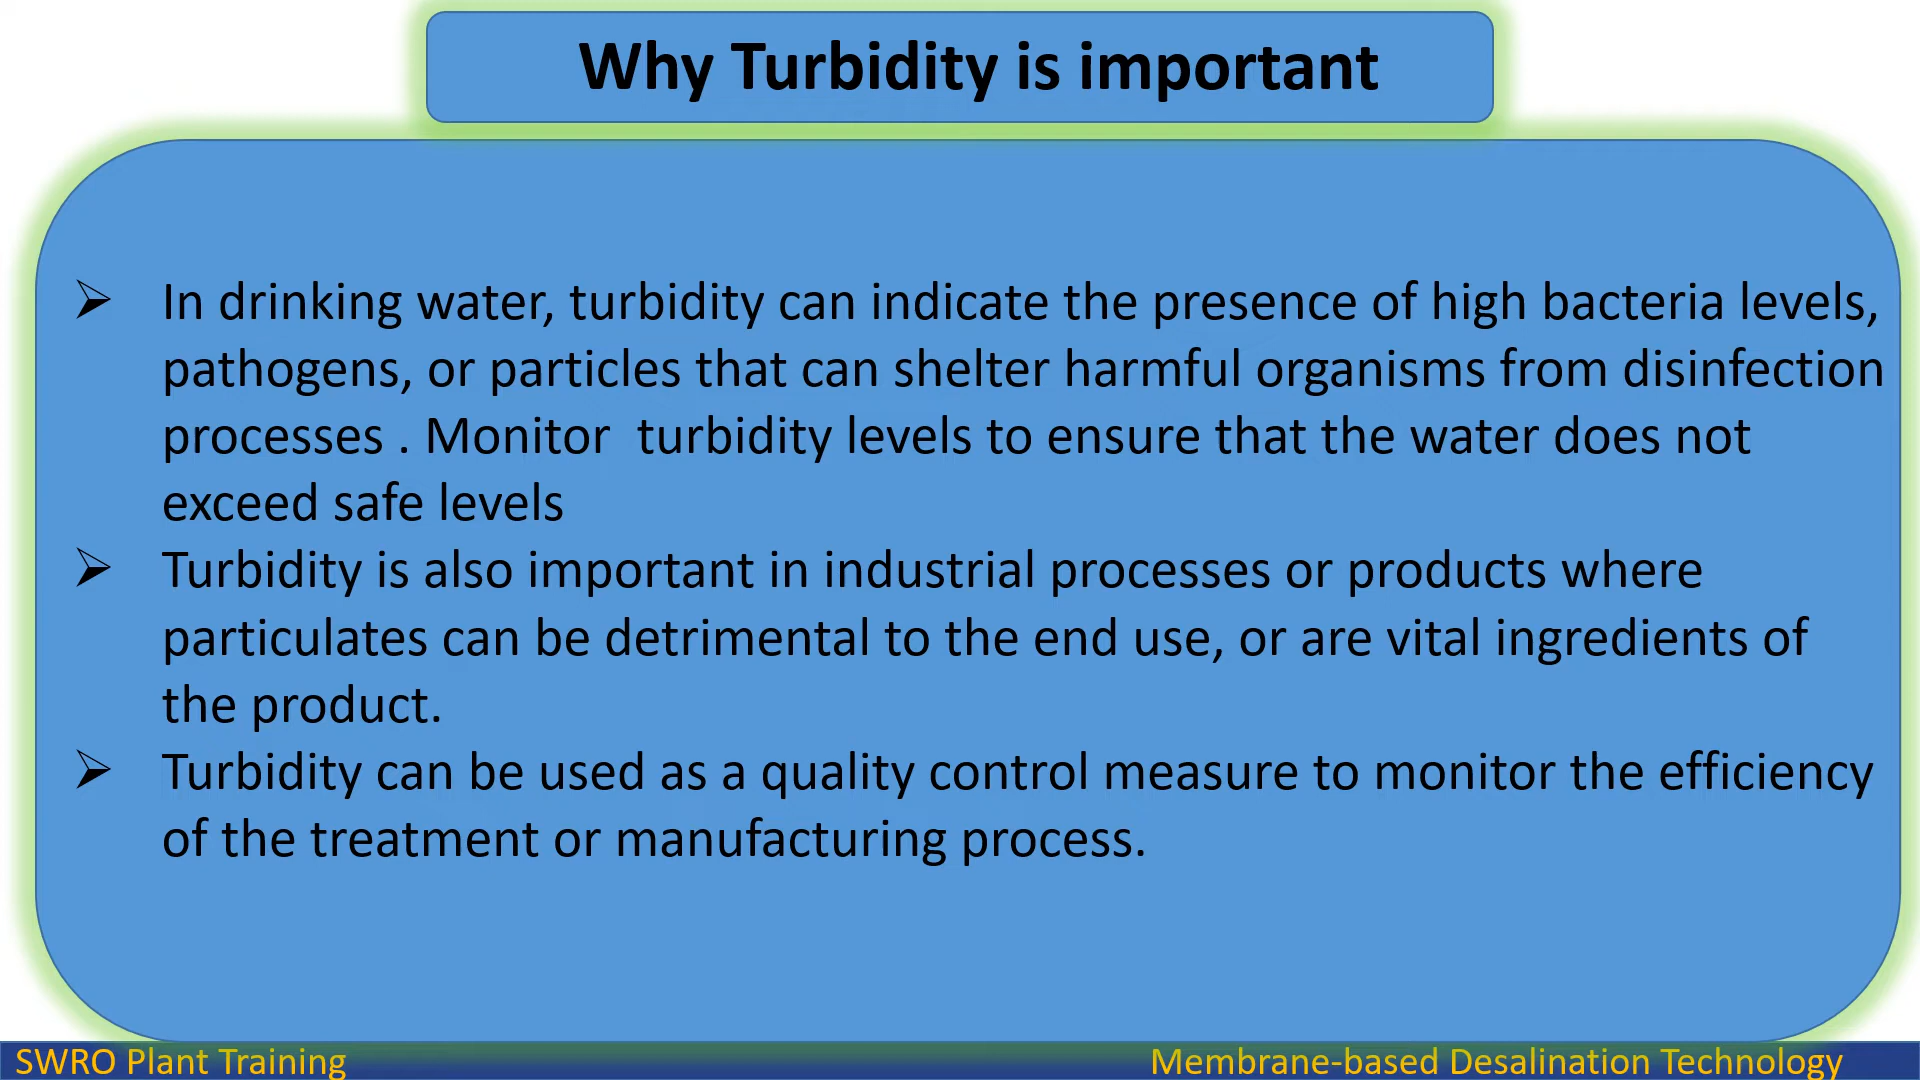 Why Turbidity is important
➢ In drinking water, turbidity can indicate the presence of high bacteria levels,
pathogens, or particles that can shelter harmful organisms from disinfection
processes . Monitor  turbidity levels to ensure that the water does not
exceed safe levels
➢ Turbidity is also important in industrial processes or products where
particulates can be detrimental to the end use, or are vital ingredients of
the product.
➢ Turbidity can be used as a quality control measure to monitor the efficiency
of the treatment or manufacturing process.
SWRO Plant Training
Membrane-based Desalination Technology